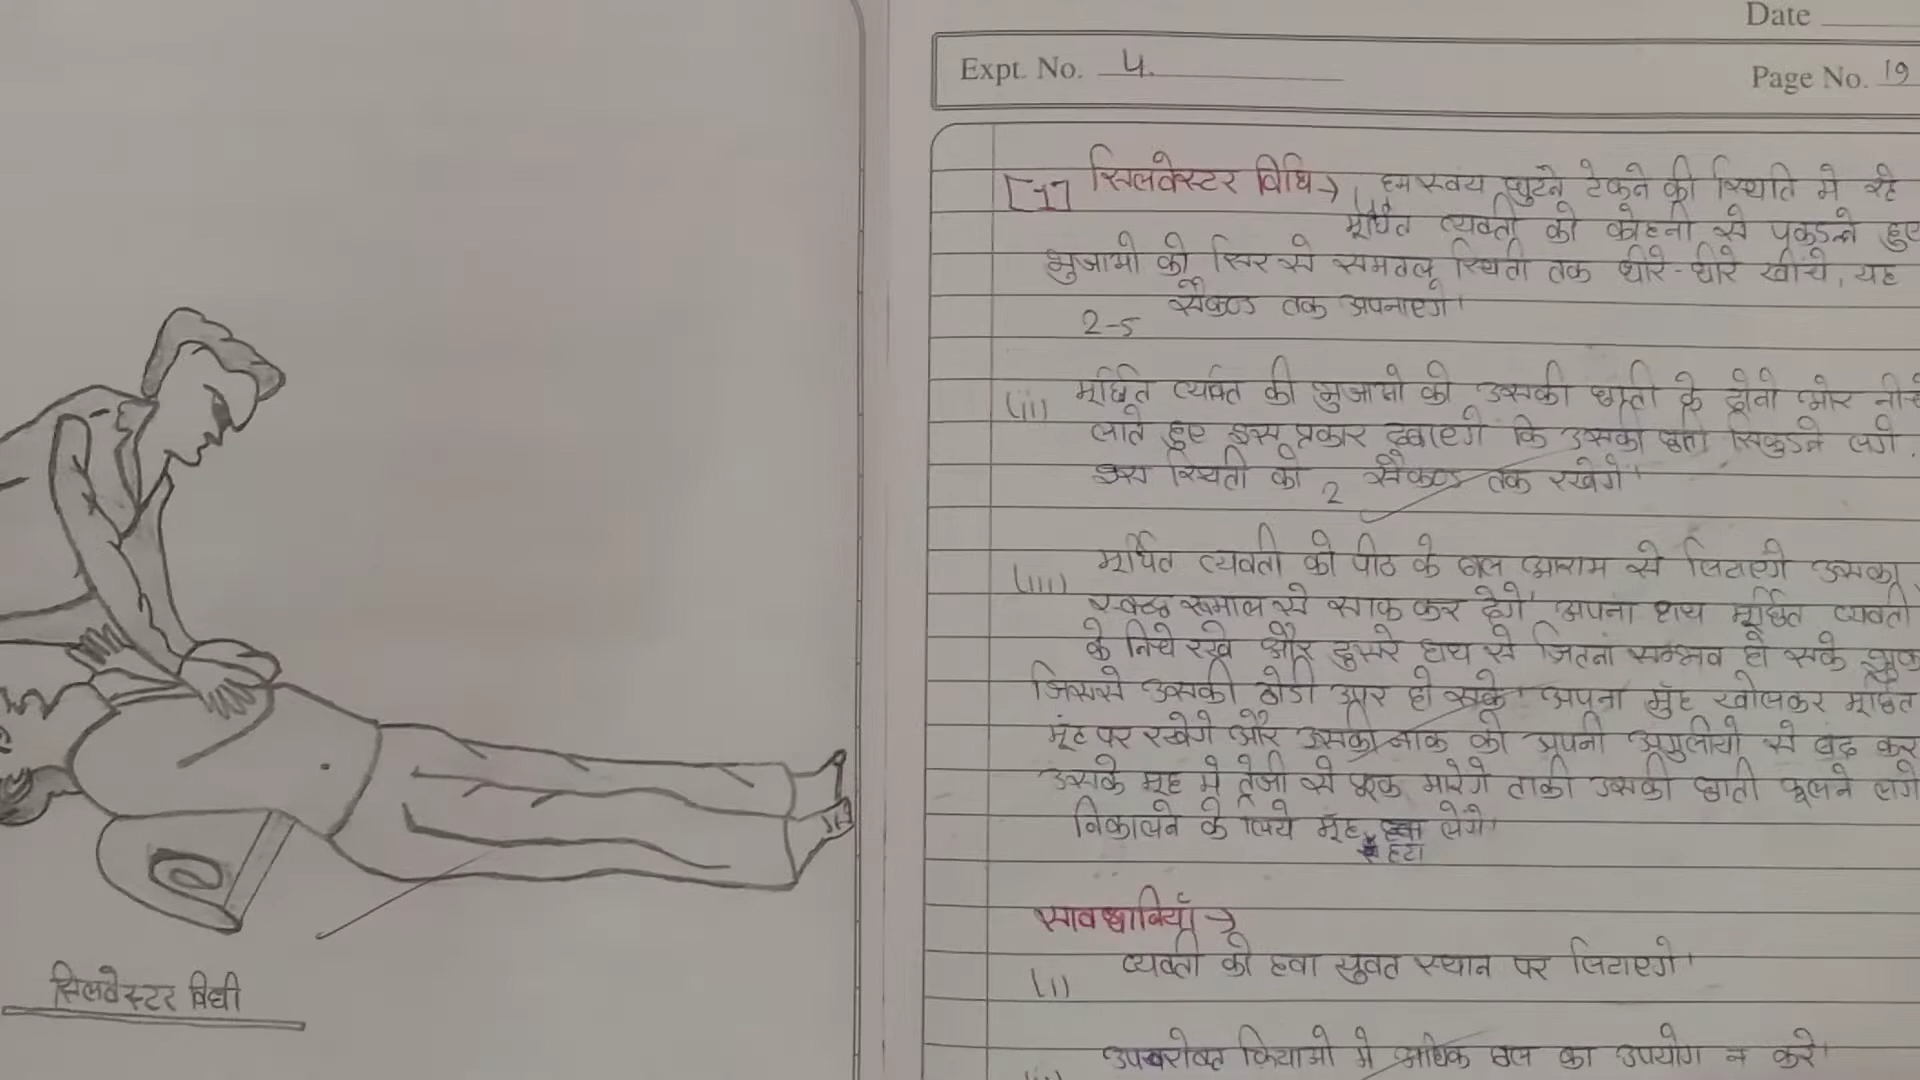 सिलवेस्टर विधी
Date
Expt. No. 4.
Page No. 19
[1] सिलवेस्टर विधि → हम स्वंय घुटने टेकने की स्थिति मे रहे
मूर्छित व्यक्ती को कोहनी से पकडते हुए
भुजाओ को सिर से समतल स्थिती तक धीरे-धीरे खीचे, यह
2-5 सैकण्ड तक अपनाएगे।
(ii) मूर्छित व्यक्त की भुजाओ को उसकी छाती के दोनो ओर नीचे
लाते हुए इस प्रकार दबाएगे कि उसकी छाती सिकुडने लगे.
इस स्थिती को 2 सैकण्ड तक रखेगे।
(iii) मूर्छित व्यक्ती को पीठ के बल आराम से लिटाएगे उसका
स्वच्छ रूमाल से साफ कर देगे। अपना हाथ मूर्छित व्यक्ती
के निचे रखे और दुसरे हाथ से जितना सम्भव हो सके
जिससे उसकी ठोडी उपर हो सके। अपना मुँह खोलकर मूर्छित
मूंह पर रखेगे और उसकी नाक को अपनी अगुलीयो से बंद कर
उसके मूह मे तेजी से फूक मारेगे ताकी उसकी छाती फूलने लगे
निकालने के लिये मूंह हटा लेगे।
सावधानियाँ →
(i) व्यक्ती को हवा युक्त स्थान पर लिटाएगे।
उपरोक्त क्रियाओ मे अधिक बल का उपयोग न करे।